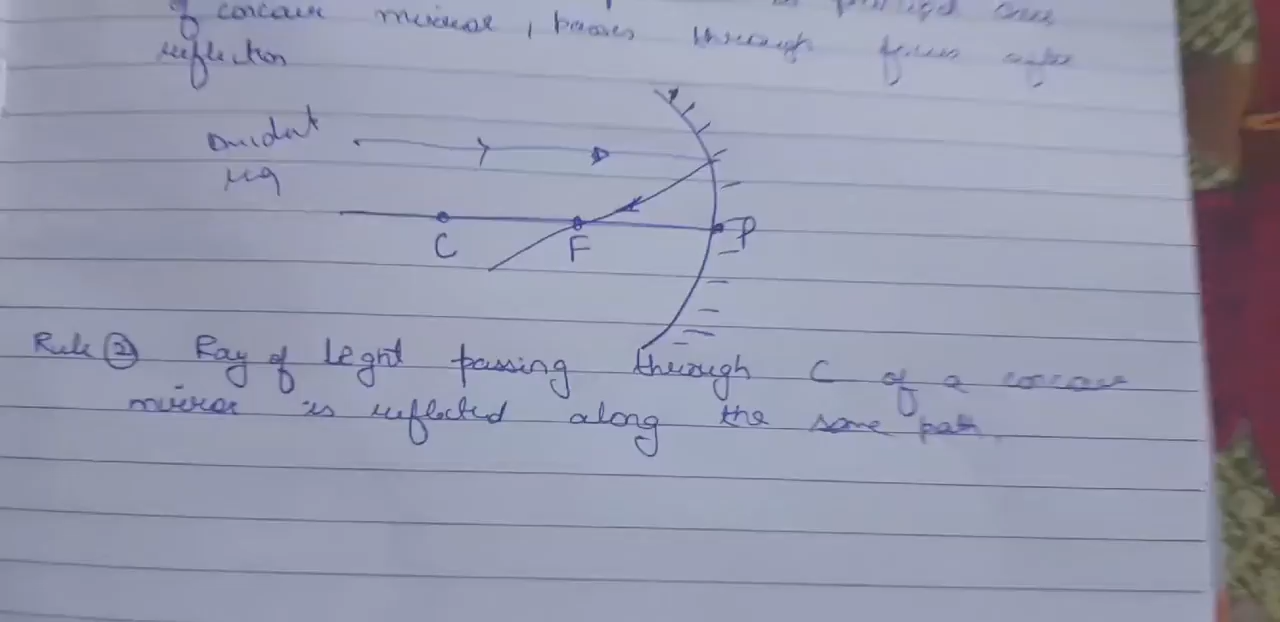 of concave mirror, passes through focus after
reflection
Incident
ray
C
F
P
Rule ② Ray of light passing through C of a concave
mirror is reflected along the same path